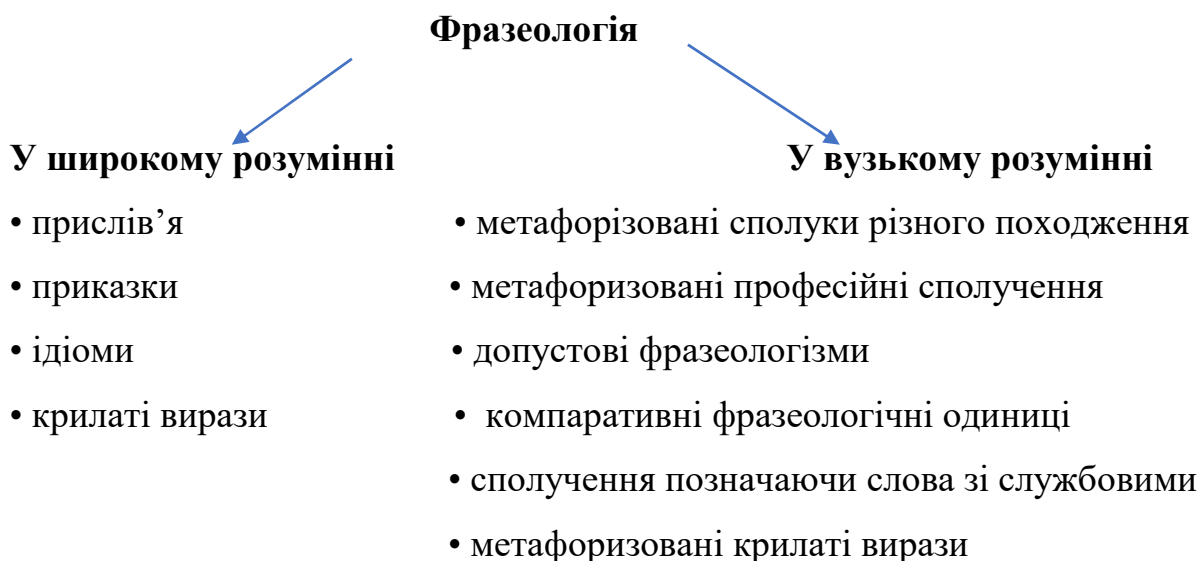 Фразеологія
У широкому розумінні
• прислів’я
• приказки
• ідіоми
• крилаті вирази
У вузькому розумінні
• метафорізовані сполуки різного походження
• метафоризовані професійні сполучення
• допустові фразеологізми
• компаративні фразеологічні одиниці
• сполучення позначаючи слова зі службовими
• метафоризовані крилаті вирази